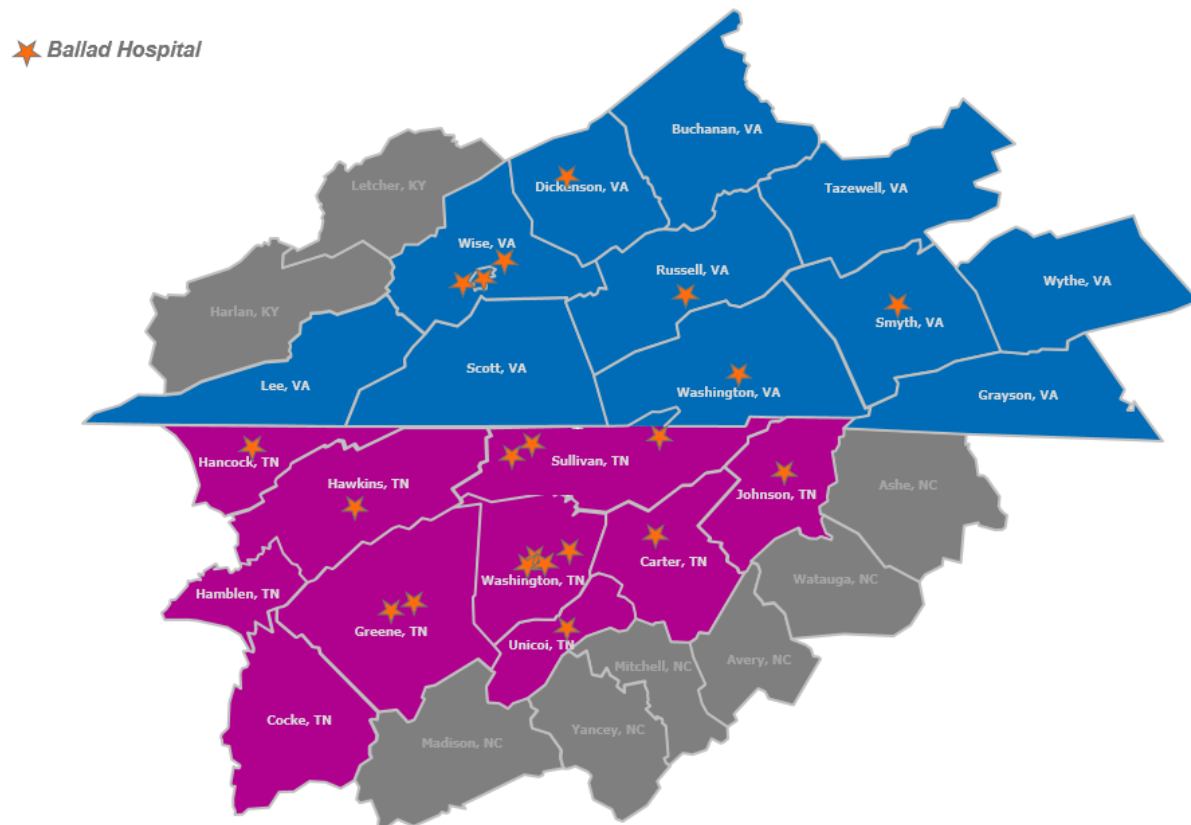 Ballad Hospital
Buchanan, VA
Letcher, KY
Dickenson, VA
Tazewell, VA
Wise, VA
Russell, VA
Wythe, VA
Harlan, KY
Smyth, VA
Scott, VA
Lee, VA
Washington, VA
Grayson, VA
Hancock, TN
Sullivan, TN
Hawkins, TN
Johnson, TN
Ashe, NC
Carter, TN
Washington, TN
Watauga, NC
Hamblen, TN
Greene, TN
Unicoi, TN
Mitchell, NC
Avery, NC
Cocke, TN
Yancey, NC
Madison, NC